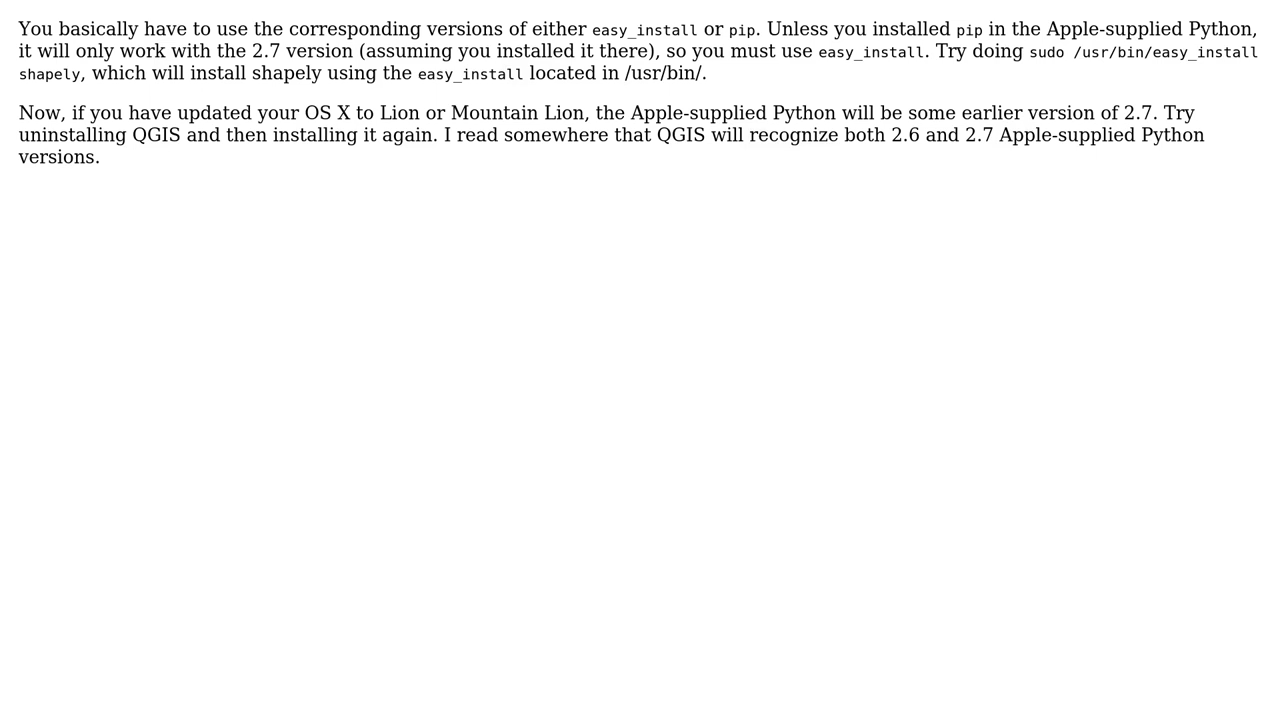 You basically have to use the corresponding versions of either easy_install or pip. Unless you installed pip in the Apple-supplied Python,
it will only work with the 2.7 version (assuming you installed it there), so you must use easy_install. Try doing sudo /usr/bin/easy_install
shapely, which will install shapely using the easy_install located in /usr/bin/.
Now, if you have updated your OS X to Lion or Mountain Lion, the Apple-supplied Python will be some earlier version of 2.7. Try
uninstalling QGIS and then installing it again. I read somewhere that QGIS will recognize both 2.6 and 2.7 Apple-supplied Python
versions.